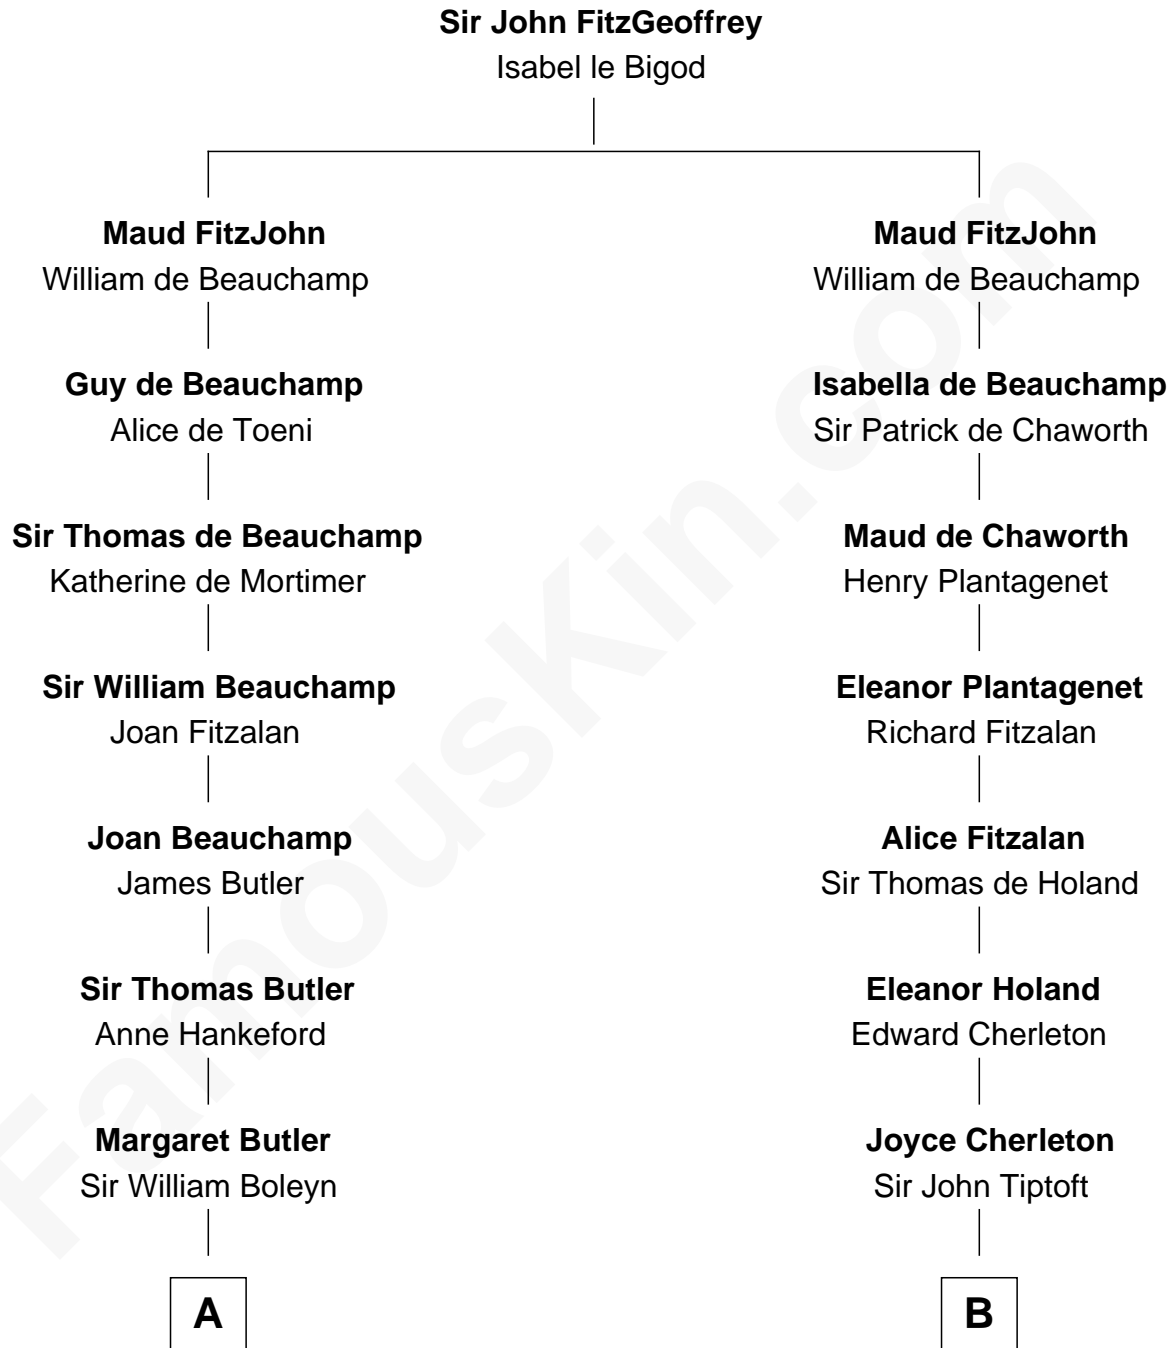 Sir John FitzGeoffrey
Isabel le Bigod
Maud FitzJohn
William de Beauchamp
Guy de Beauchamp
Alice de Toeni
Sir Thomas de Beauchamp
Katherine de Mortimer
Sir William Beauchamp
Joan Fitzalan
Joan Beauchamp
James Butler
Sir Thomas Butler
Anne Hankeford
Margaret Butler
Sir William Boleyn
A
Maud FitzJohn
William de Beauchamp
Isabella de Beauchamp
Sir Patrick de Chaworth
Maud de Chaworth
Henry Plantagenet
Eleanor Plantagenet
Richard Fitzalan
Alice Fitzalan
Sir Thomas de Holand
Eleanor Holand
Edward Cherleton
Joyce Cherleton
Sir John Tiptoft
B
FamousKin.com